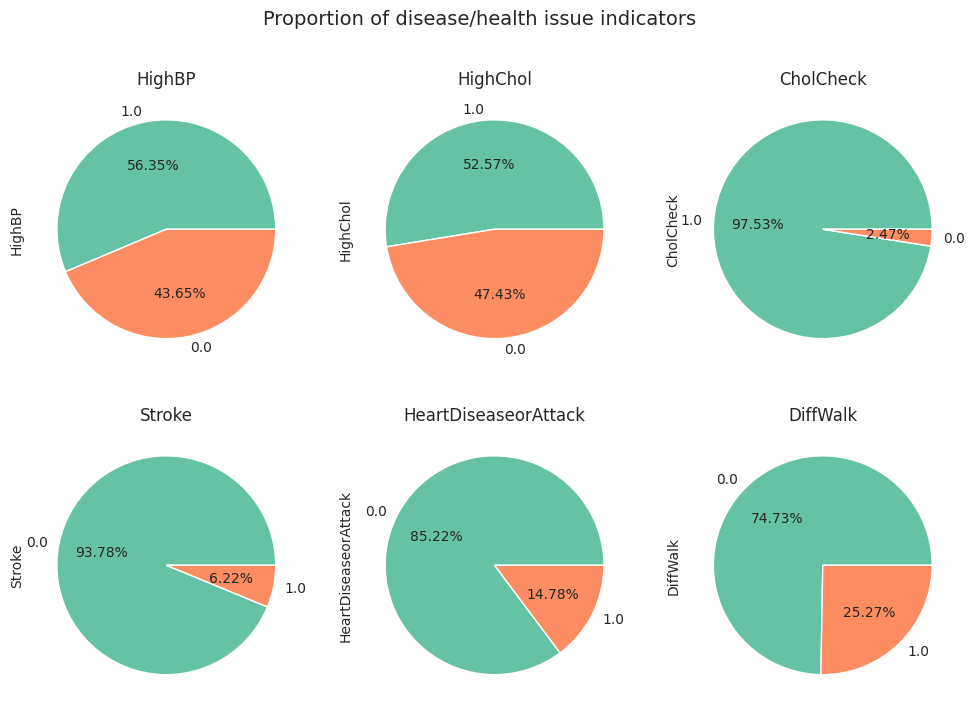 Proportion of disease/health issue indicators
HighBP
1.0
56.35%
43.65%
0.0
HighBP
HighChol
1.0
52.57%
47.43%
0.0
HighChol
CholCheck
1.0
97.53%
2.47%
0.0
CholCheck
Stroke
0.0
93.78%
6.22%
1.0
Stroke
HeartDiseaseorAttack
0.0
85.22%
14.78%
1.0
HeartDiseaseorAttack
DiffWalk
0.0
74.73%
25.27%
1.0
DiffWalk